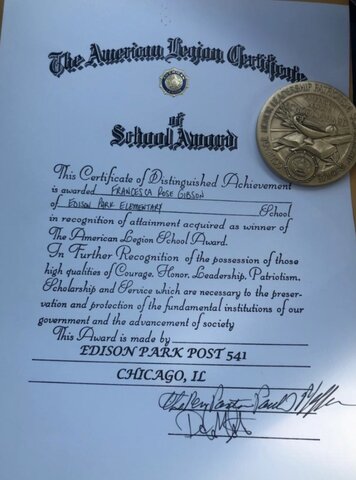 The American Legion Certificate
of
School Award
This Certificate of Distinguished Achievement
is awarded FRANCESCA ROSE GIBSON
of EDISON PARK ELEMENTARY School
in recognition of attainment acquired as winner of
The American Legion School Award.
In Further Recognition of the possession of those
high qualities of Courage, Honor, Leadership, Patriotism,
Scholarship and Service which are necessary to the preser-
vation and protection of the fundamental institutions of our
government and the advancement of society
This Award is made by
EDISON PARK POST 541
CHICAGO, IL